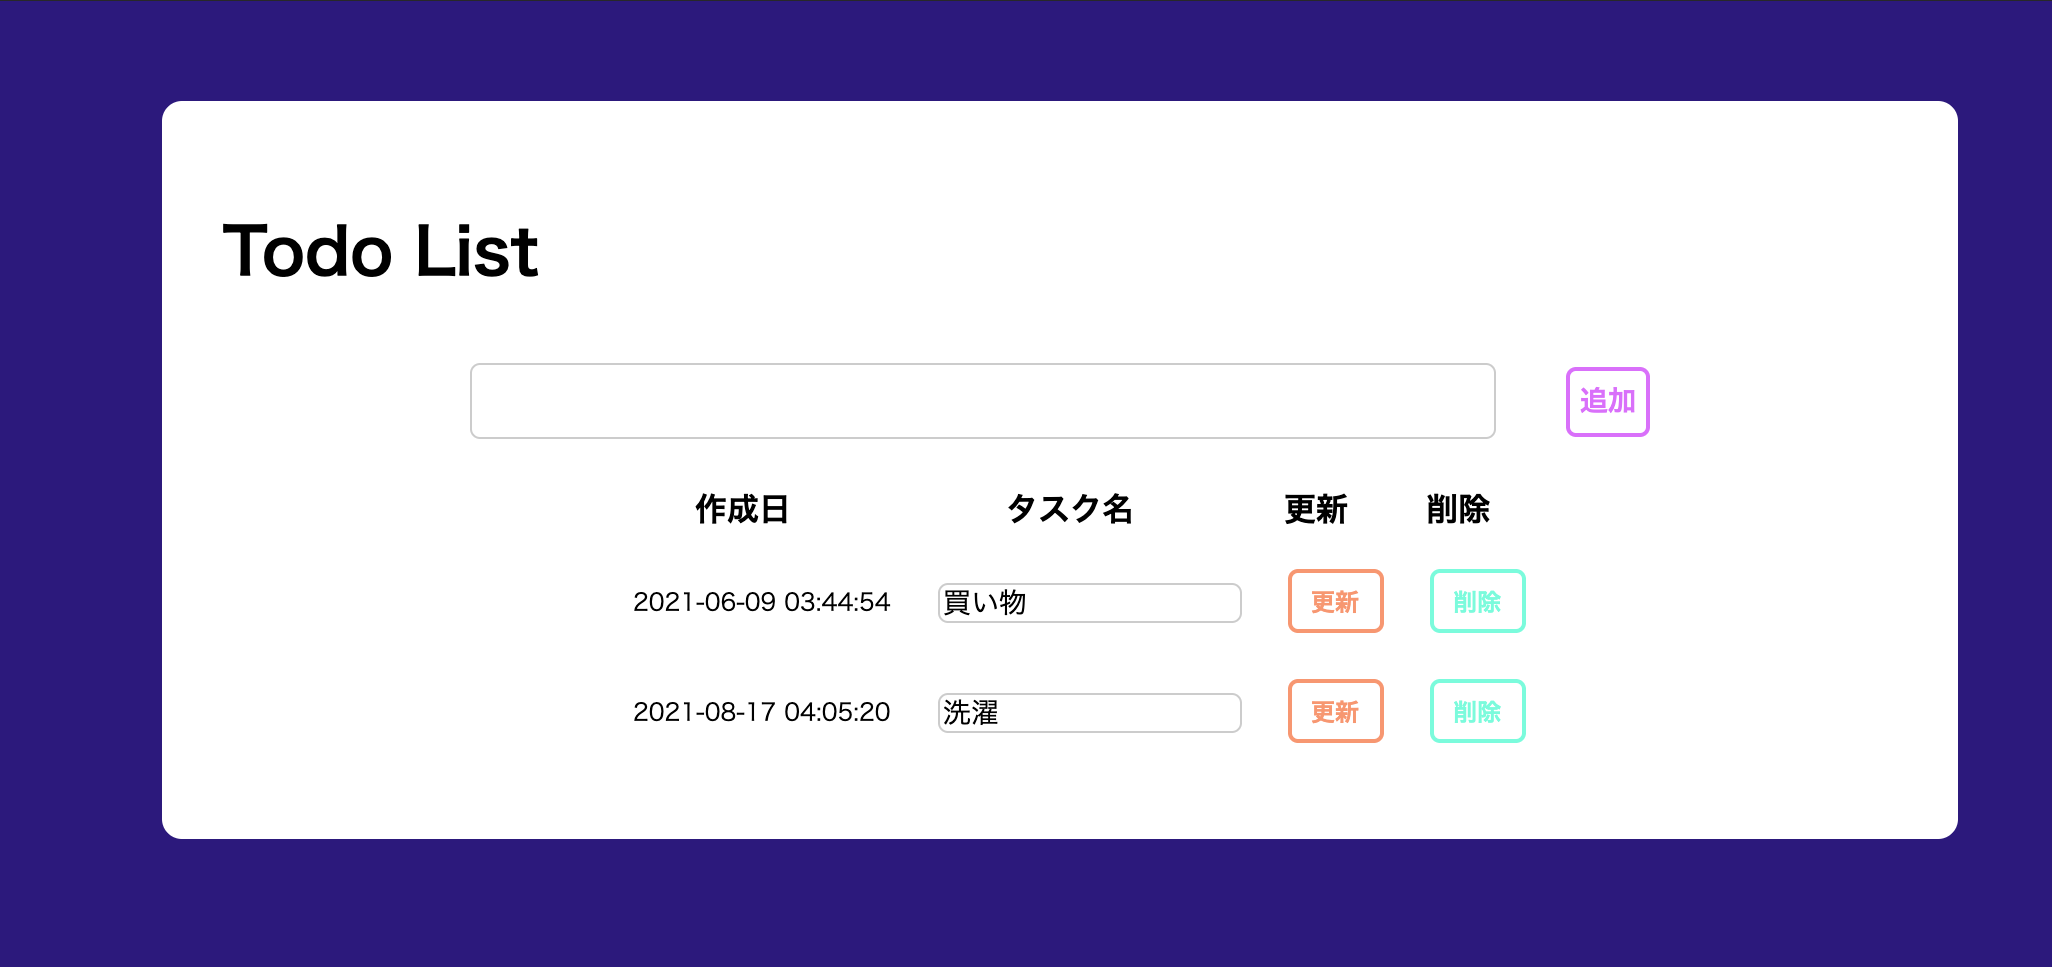 Todo List
追加
作成日 タスク名 更新 削除
2021-06-09 03:44:54 買い物 更新 削除
2021-08-17 04:05:20 洗濯 更新 削除